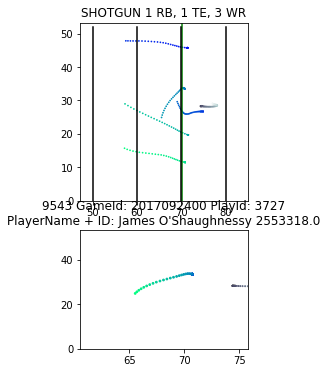 SHOTGUN 1 RB, 1 TE, 3 WR
50
40
30
20
10
0
50 60 70 80
9543 GameId: 2017092400 PlayId: 3727
PlayerName + ID: James O'Shaughnessy 2553318.0
40
20
0
65 70 75